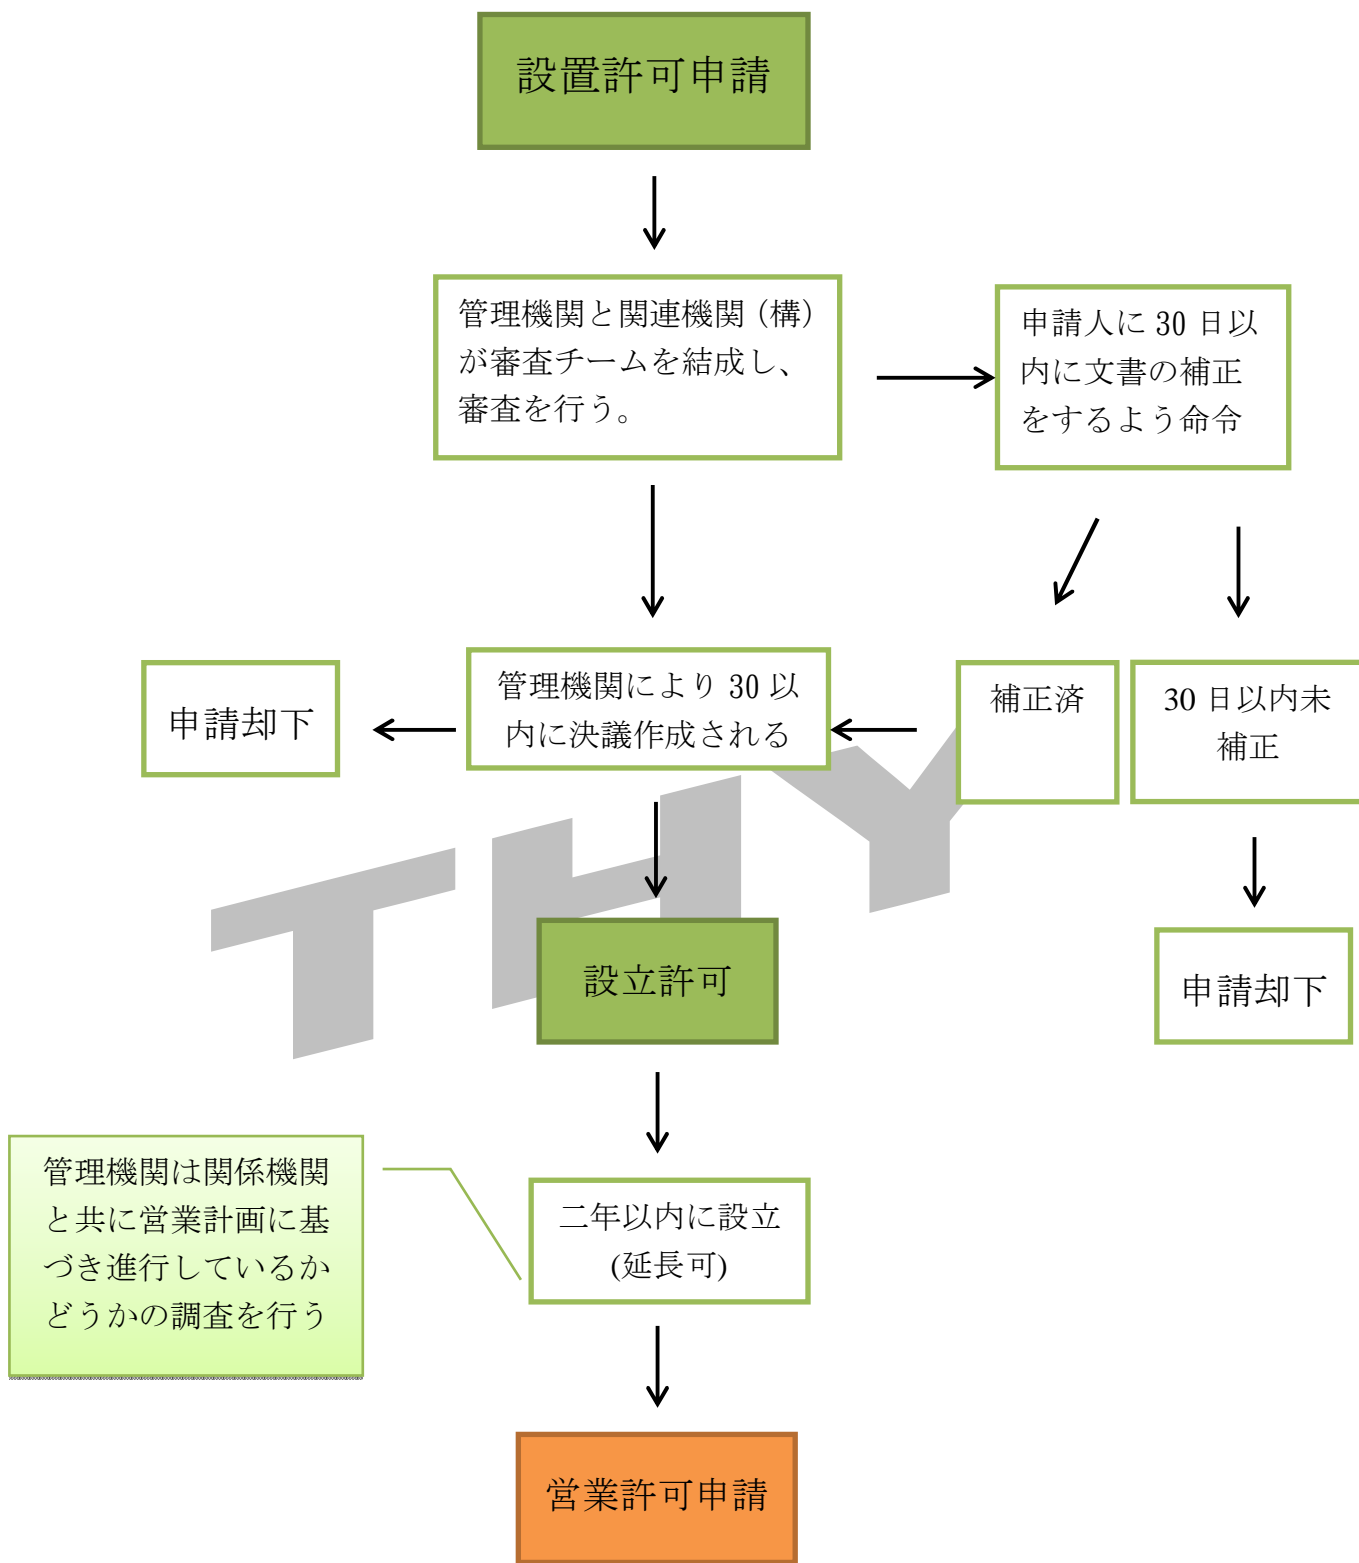 設置許可申請
管理機関と関連機関(構)
が審査チームを結成し、
審査を行う。
申請人に 30 日以
内に文書の補正
をするよう命令
申請却下
管理機関により 30 以
内に決議作成される
補正済
30 日以内未
補正
THY
設立許可
申請却下
管理機関は関係機関
と共に営業計画に基
づき進行しているか
どうかの調査を行う
二年以内に設立
(延長可)
営業許可申請